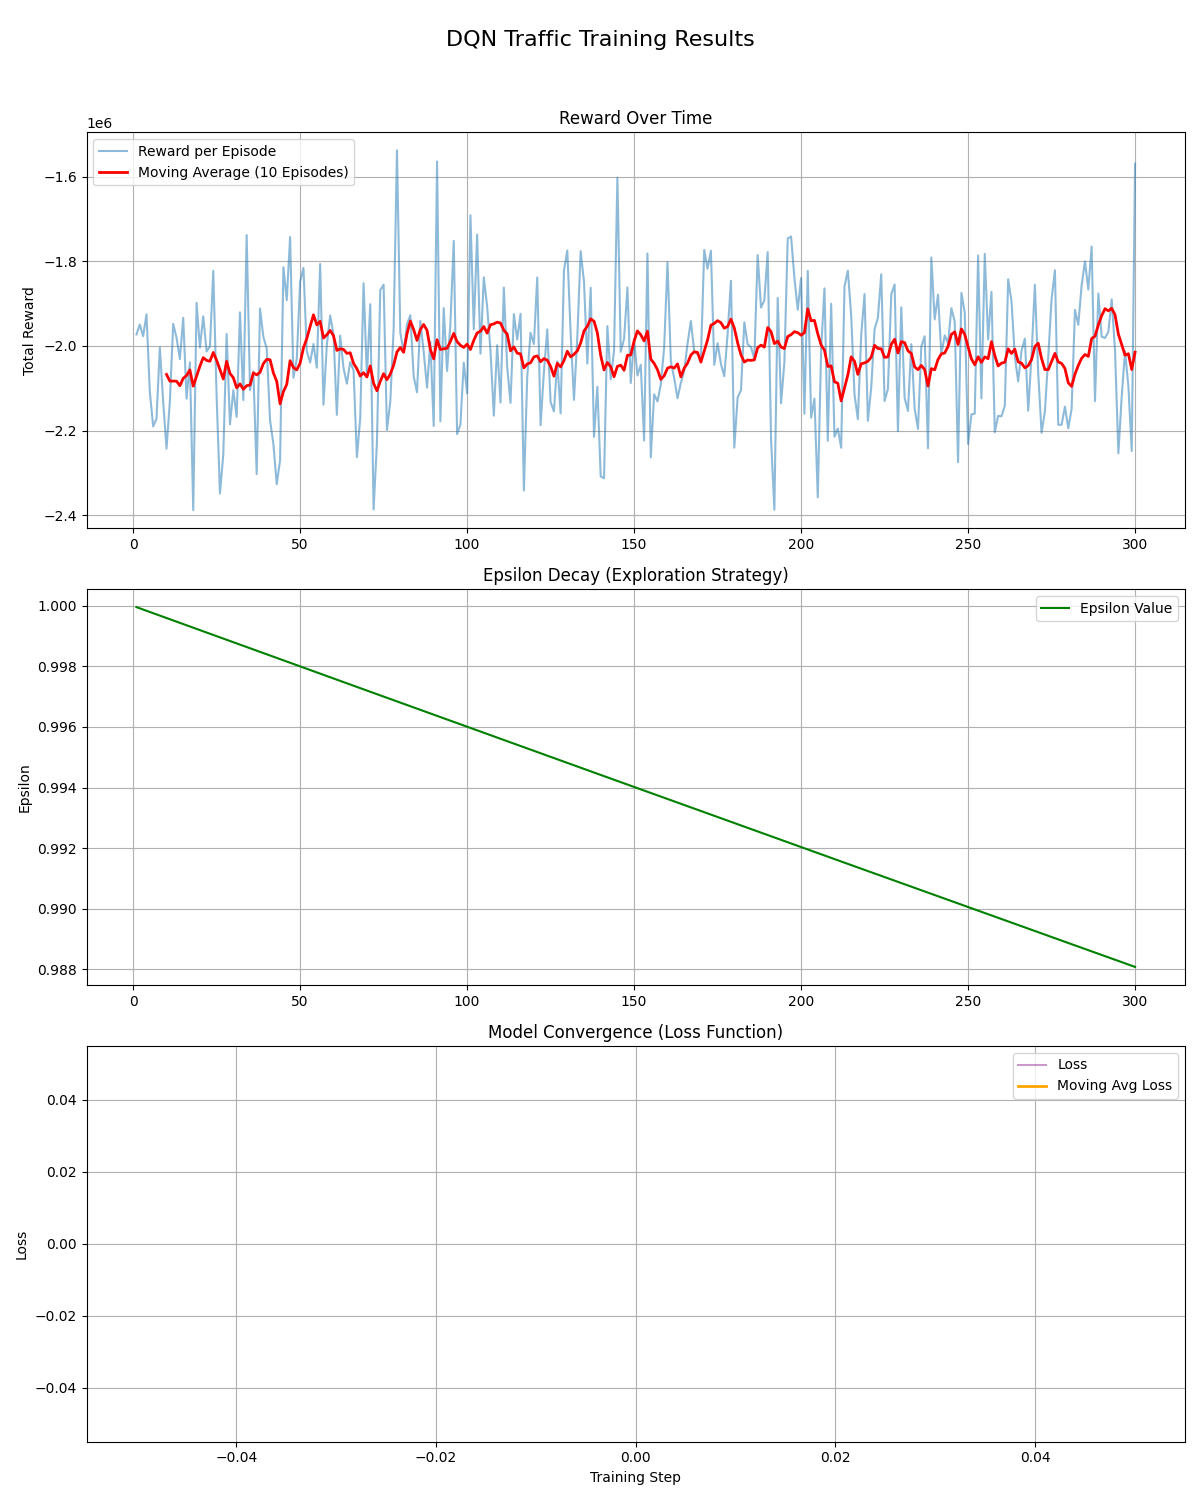 DQN Traffic Training Results
Reward Over Time
1e6
Reward per Episode
Moving Average (10 Episodes)
Total Reward
−1.6
−1.8
−2.0
−2.2
−2.4
0 50 100 150 200 250 300
Epsilon Decay (Exploration Strategy)
Epsilon Value
Epsilon
1.000
0.998
0.996
0.994
0.992
0.990
0.988
0 50 100 150 200 250 300
Model Convergence (Loss Function)
Loss
Moving Avg Loss
Loss
0.04
0.02
0.00
−0.02
−0.04
−0.04 −0.02 0.00 0.02 0.04
Training Step